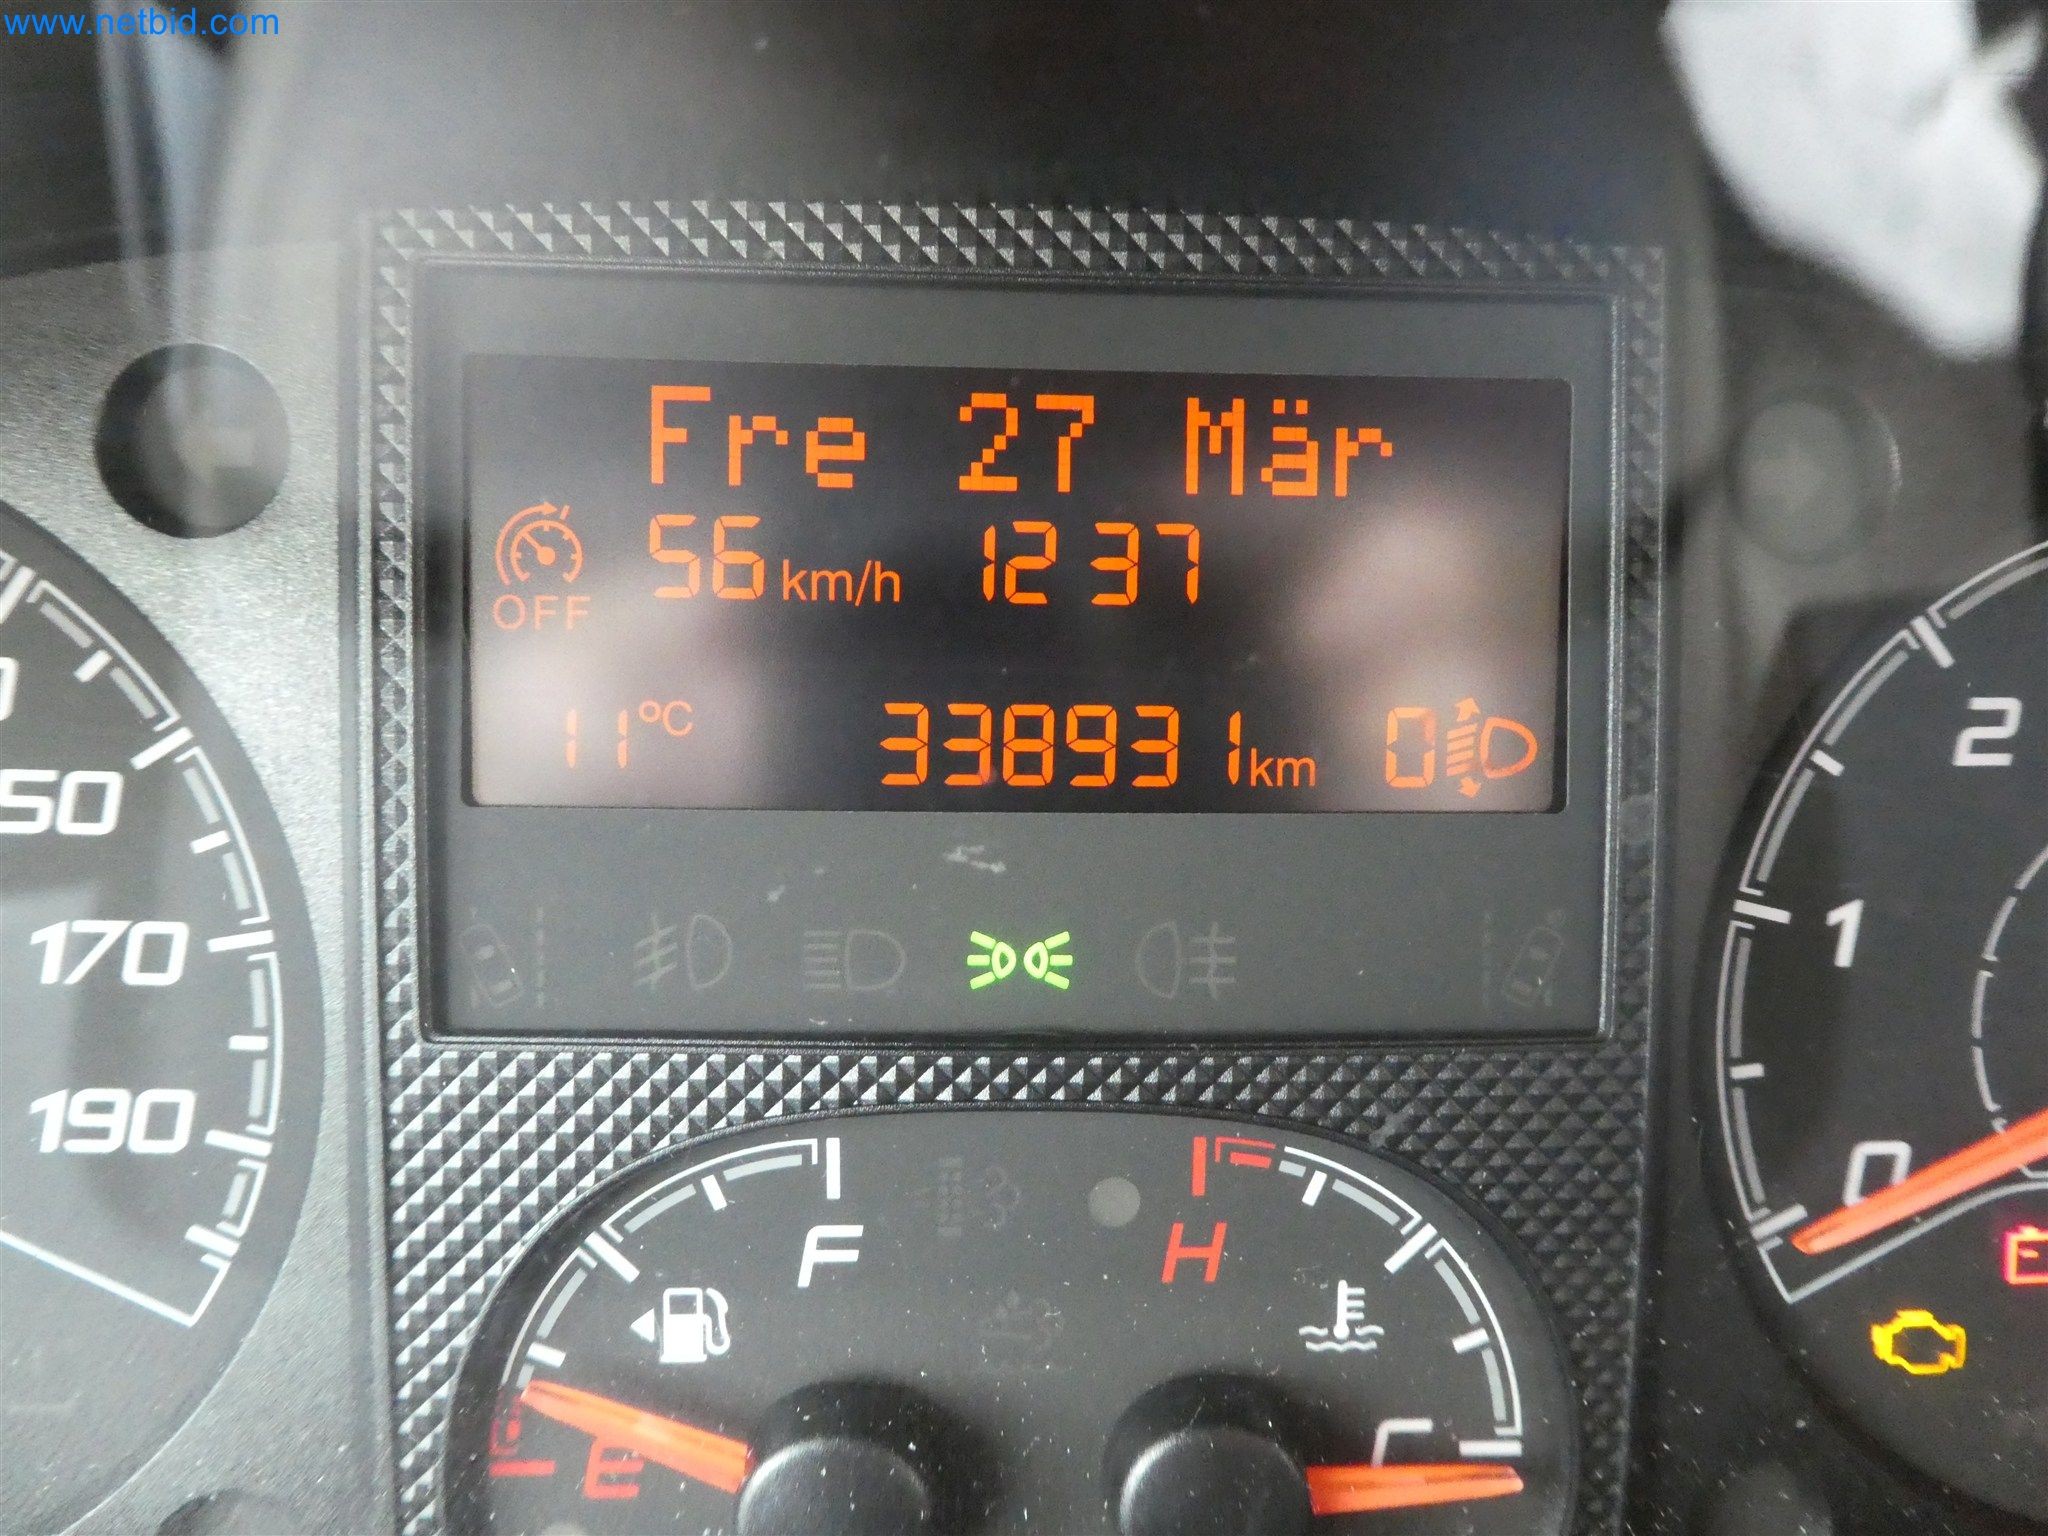 www.netbid.com
Fre 27 Mär
56 km/h 12 37
OFF
11 °C 338931 km 0
50
170
190
2
1
0
F H
E C